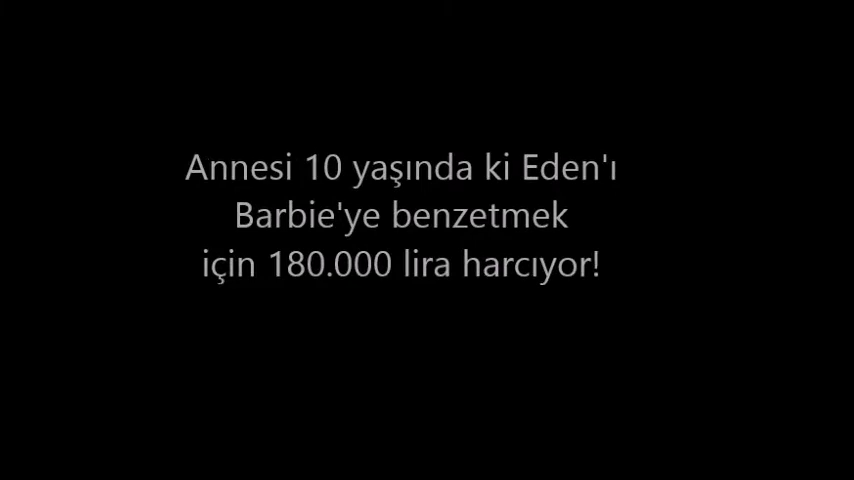 Annesi 10 yaşında ki Eden'ı
Barbie'ye benzetmek
için 180.000 lira harcıyor!